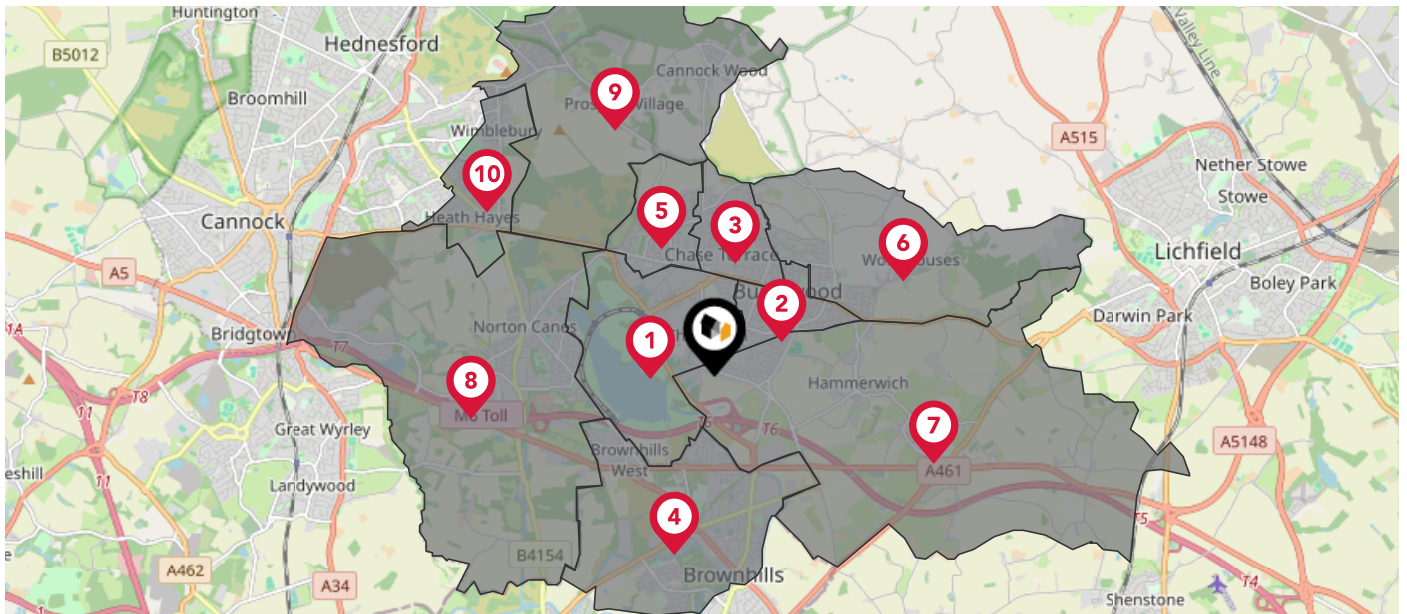 Huntington
Hednesford
B5012
Valley Line
Cannock Wood
Broomhill
9
Village
Wimblebury
A515
Nether Stowe
10
Stowe
5
Heath Hayes
Cannock
3
6
Lichfield
Chase Terrace
A5
Boley Park
2
Darwin Park
Norton Canes
Bridgtown
1
T7
Hammerwich
8
11
T8
M6 Toll
7
Great Wyrley
T6
A5148
Brownhills
West
A461
11
Landywood
4
T5
B4154
A462
Brownhills
A34
T4
Shenstone